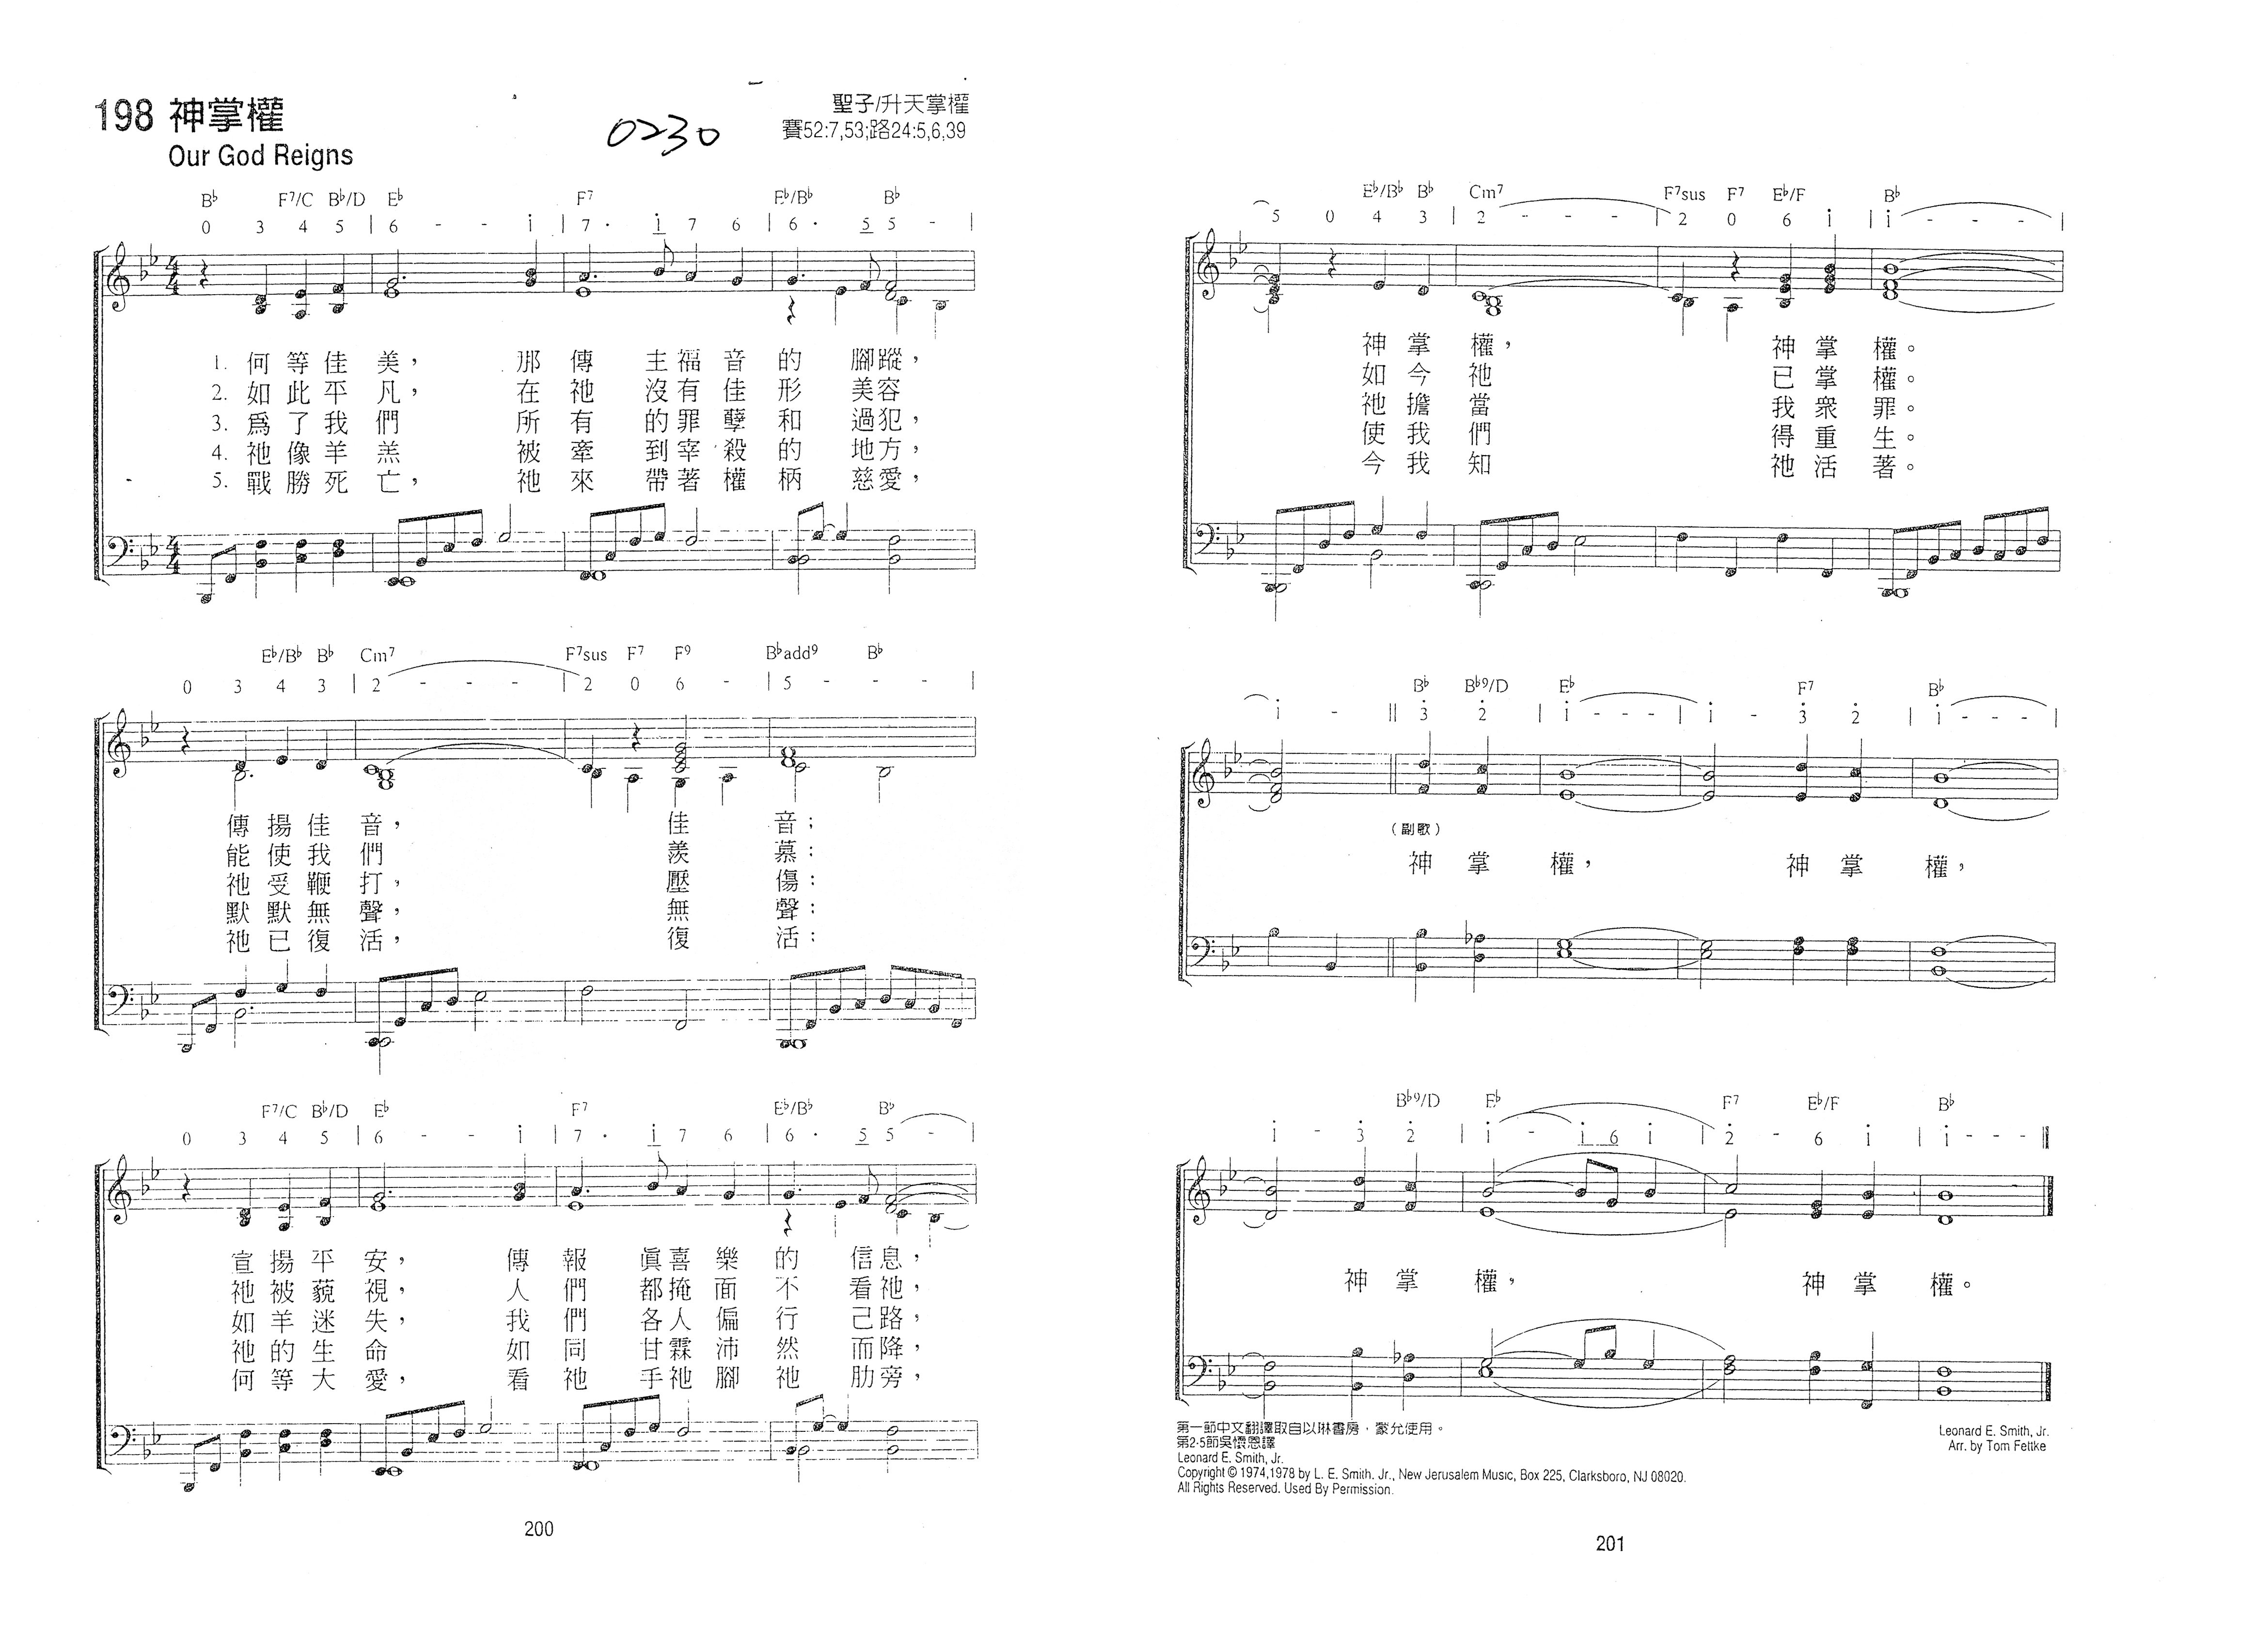 198 神掌權
Our God Reigns
0230
聖子/升天掌權
賽52:7,53;路24:5,6,39
B♭ F7/C B♭/D E♭ F7 E♭/B♭ B♭
0 3 4 5 | 6 - - i | 7 · i 7 6 | 6 · 5 5 - |
1. 何等佳美, 那傳主福音的腳蹤,
2. 如此平凡, 在祂沒有佳形美容
3. 爲了我們 所有的罪孽和過犯,
4. 祂像羊羔 被牽到宰殺的地方,
5. 戰勝死亡, 祂來帶著權柄慈愛,
E♭/B♭ B♭ Cm7 F7sus F7 F9 B♭add9 B♭
0 3 4 3 | 2 - - - | 2 0 6 - | 5 - - - |
傳揚佳音, 佳音;
能使我們 羨慕:
祂受鞭打, 壓傷:
默默無聲, 無聲:
祂已復活, 復活:
F7/C B♭/D E♭ F7 E♭/B♭ B♭
0 3 4 5 | 6 - - i | 7 · i 7 6 | 6 · 5 5 - |
宣揚平安, 傳報眞喜樂的信息,
祂被藐視, 人們都掩面不看祂,
如羊迷失, 我們各人偏行己路,
祂的生命 如同甘霖沛然而降,
何等大愛, 看祂手祂腳祂肋旁,
200
E♭/B♭ B♭ Cm7 F7sus F7 E♭/F B♭
5 0 4 3 | 2 - - - | 2 0 6 i | i - - - |
神掌權, 神掌權。
如今祂 已掌權。
祂擔當 我衆罪。
使我們 得重生。
今我知 祂活著。
B♭ B♭9/D E♭ F7 B♭
i - || 3 2 | i - - - | i - 3 2 | i - - - |
(副歌)
神掌權, 神掌權,
B♭9/D E♭ F7 E♭/F B♭
i - 3 2 | i - i 6 i | 2 - 6 i | i - - - ||
神掌權, 神掌權。
第一節中文翻譯取自以琳書房,蒙允使用。
第2-5節吳懷恩譯
Leonard E. Smith, Jr.
Copyright © 1974,1978 by L. E. Smith. Jr., New Jerusalem Music, Box 225, Clarksboro, NJ 08020.
All Rights Reserved. Used By Permission.
Leonard E. Smith, Jr.
Arr. by Tom Fettke
201